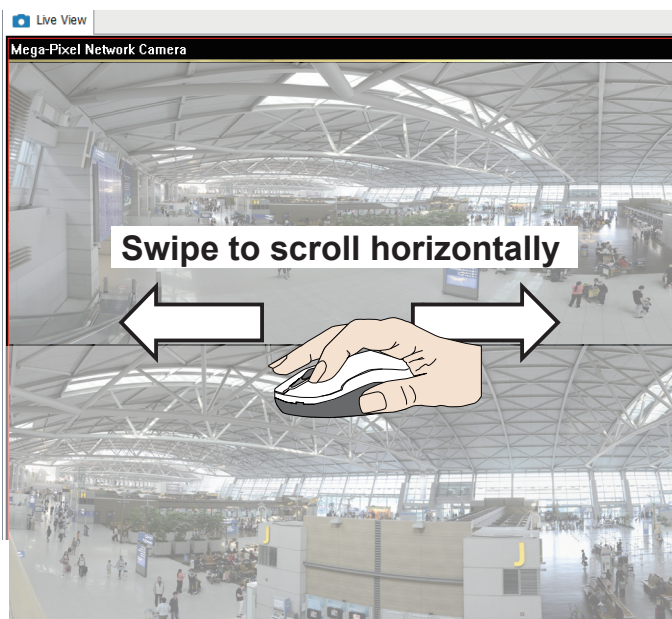 Live View
Mega-Pixel Network Camera
Swipe to scroll horizontally
J
J